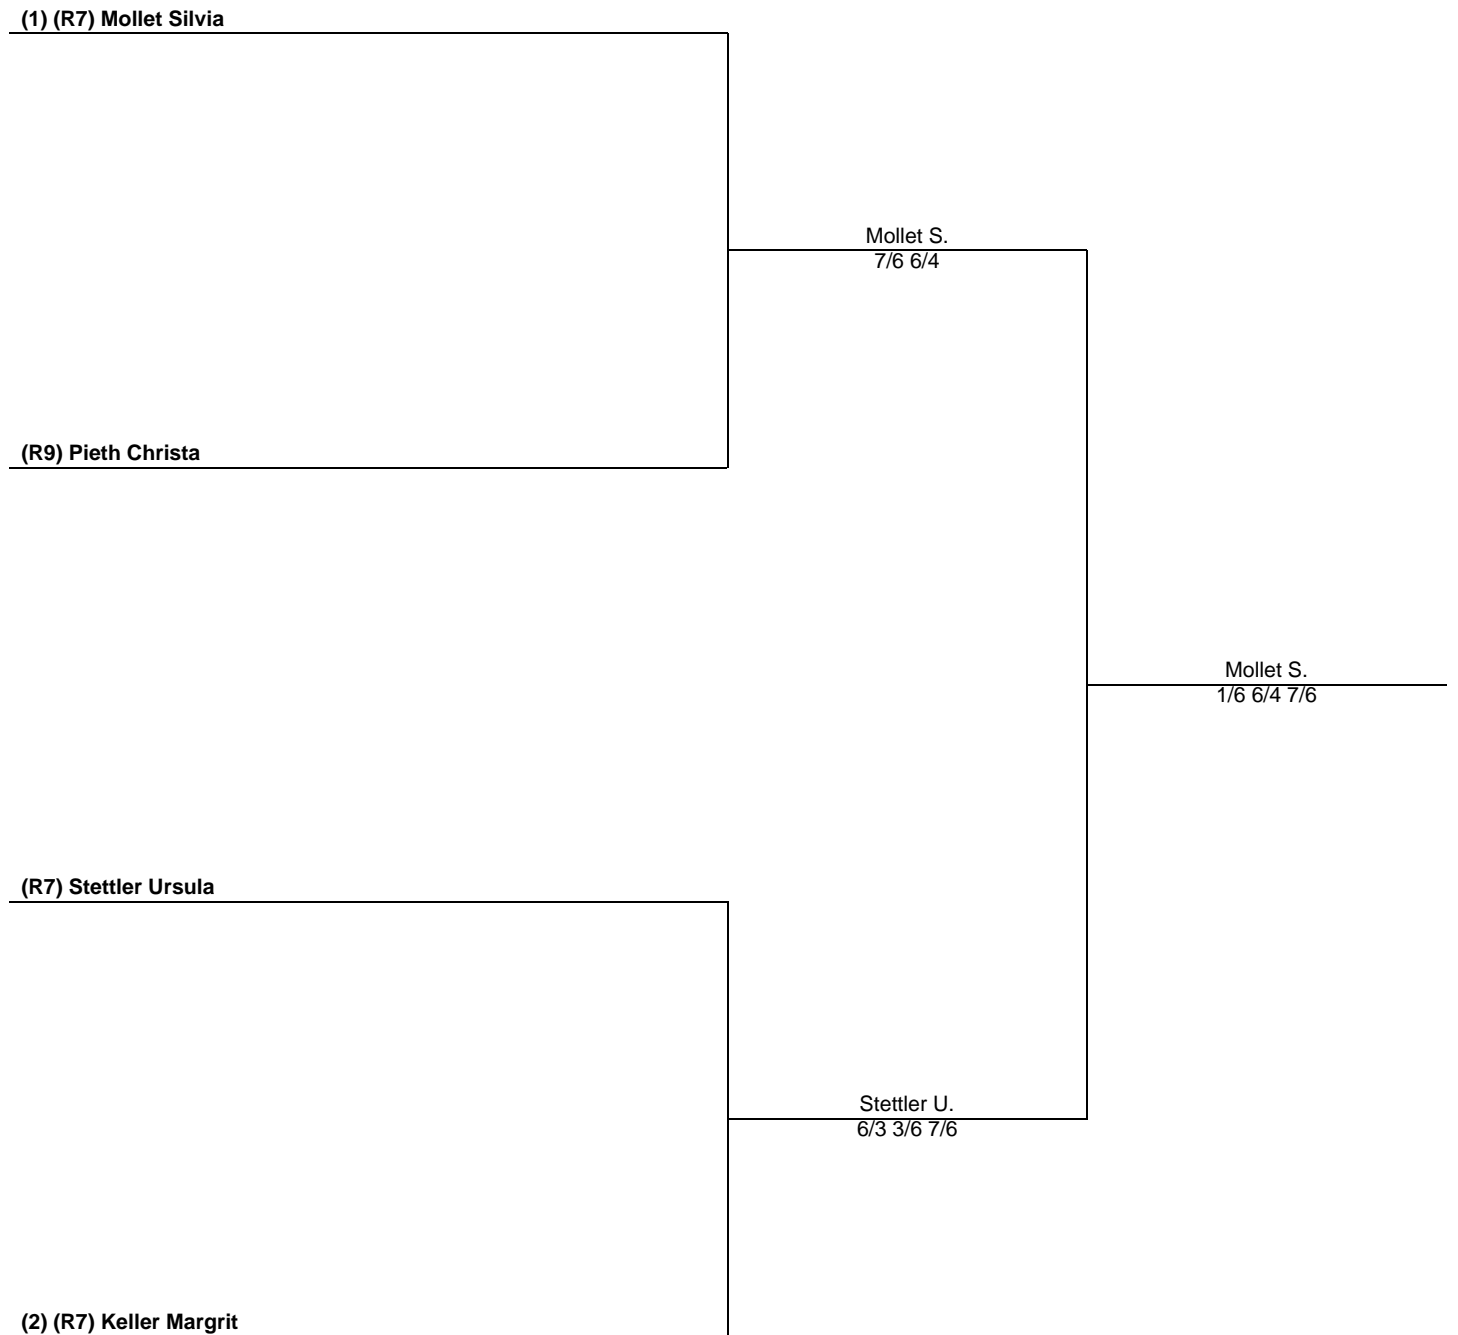 (1) (R7) Mollet Silvia
Mollet S.
7/6 6/4
(R9) Pieth Christa
Mollet S.
1/6 6/4 7/6
(R7) Stettler Ursula
Stettler U.
6/3 3/6 7/6
(2) (R7) Keller Margrit